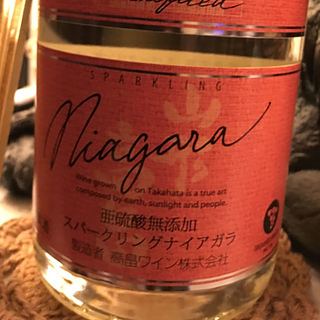 SPARKLING
Niagara
Wine grown on Takahata is a true art
composed by earth, sunlight and people.
亜硫酸無添加
スパークリングナイアガラ
製造者 高畠ワイン株式会社